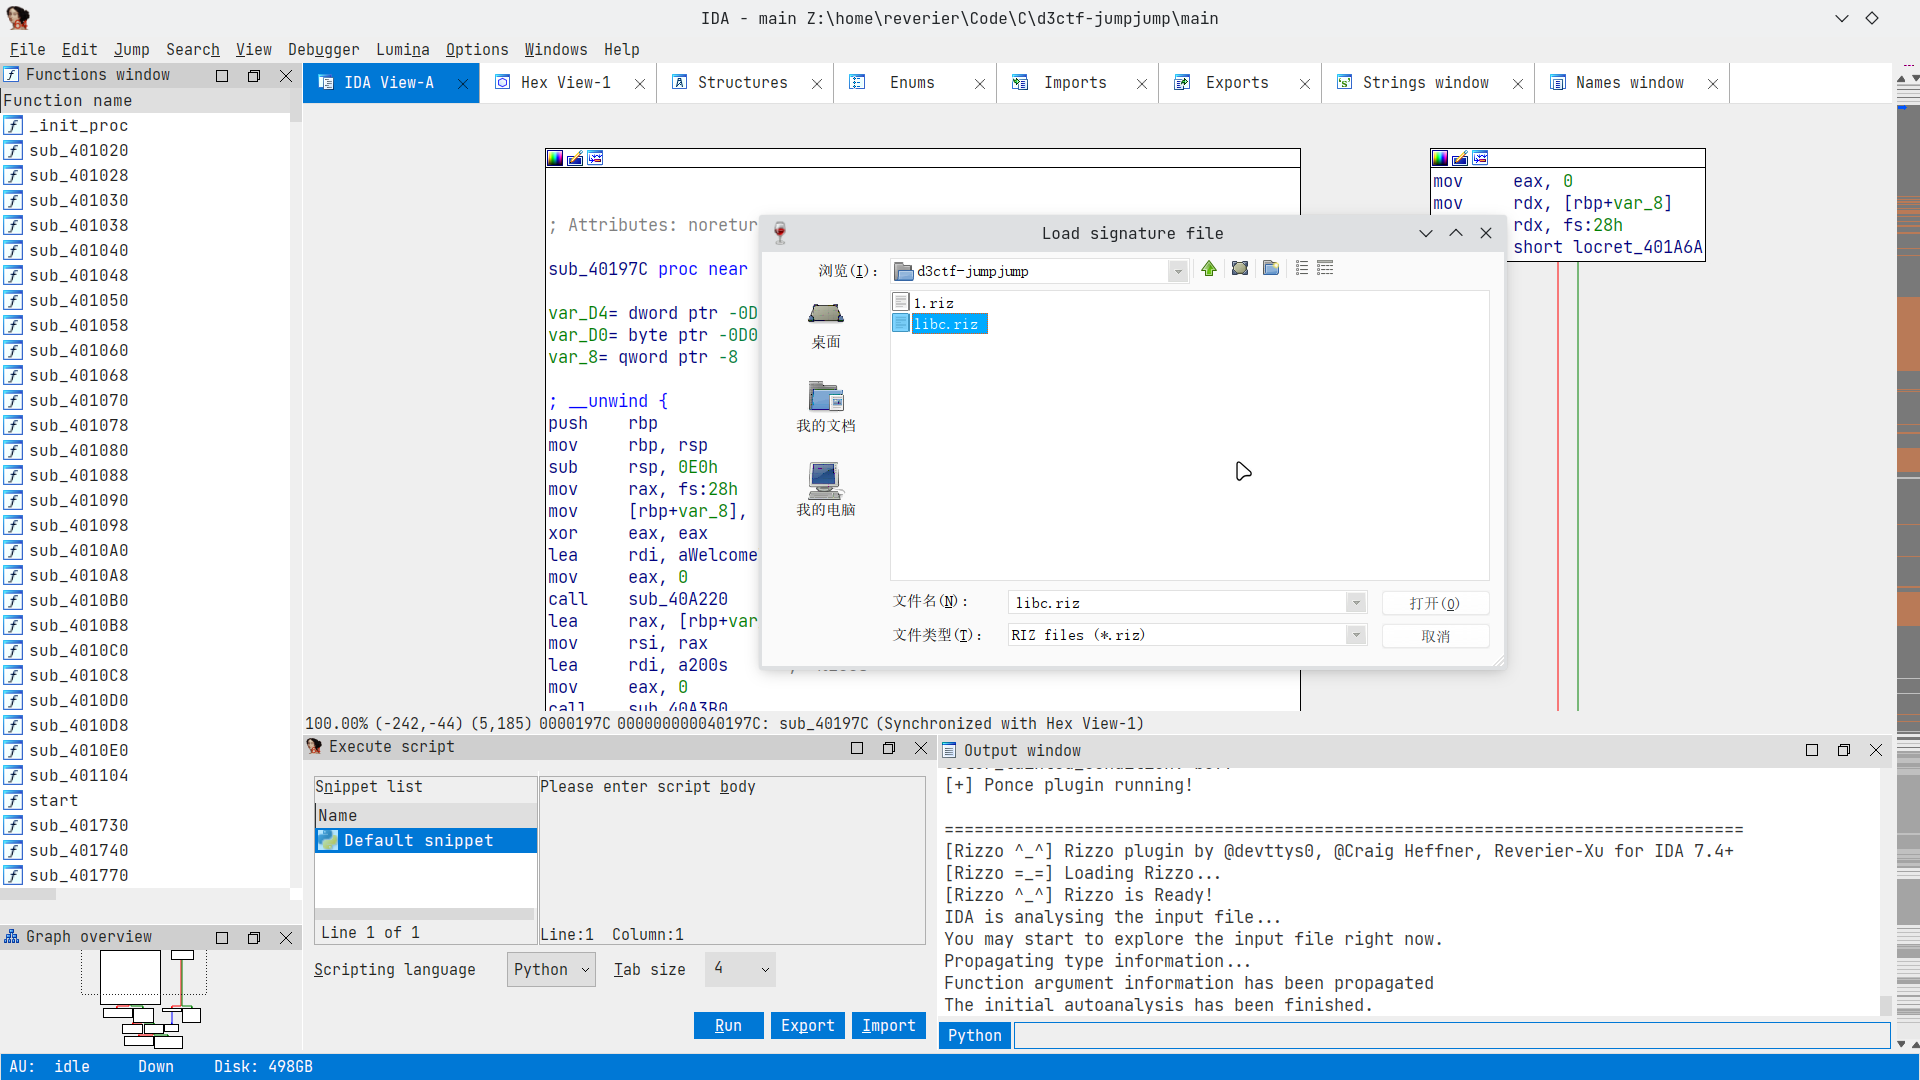 IDA - main Z:\home\reverier\Code\C\d3ctf-jumpjump\main
File Edit Jump Search View Debugger Lumina Options Windows Help
Functions window
Function name
_init_proc
sub_401020
sub_401028
sub_401030
sub_401038
sub_401040
sub_401048
sub_401050
sub_401058
sub_401060
sub_401068
sub_401070
sub_401078
sub_401080
sub_401088
sub_401090
sub_401098
sub_4010A0
sub_4010A8
sub_4010B0
sub_4010B8
sub_4010C0
sub_4010C8
sub_4010D0
sub_4010D8
sub_4010E0
sub_401104
start
sub_401730
sub_401740
sub_401770
Graph overview
IDA View-A Hex View-1 Structures Enums Imports Exports Strings window Names window
; Attributes: noretur
sub_40197C proc near
var_D4= dword ptr -0D
var_D0= byte ptr -0D0
var_8= qword ptr -8
; __unwind {
push rbp
mov rbp, rsp
sub rsp, 0E0h
mov rax, fs:28h
mov [rbp+var_8],
xor eax, eax
lea rdi, aWelcome
mov eax, 0
call sub_40A220
lea rax, [rbp+var
mov rsi, rax
lea rdi, a200s
mov eax, 0
call sub_40A3B0
mov eax, 0
mov rdx, [rbp+var_8]
rdx, fs:28h
short locret_401A6A
Load signature file
浏览(I):
d3ctf-jumpjump
1.riz
libc.riz
桌面
我的文档
我的电脑
文件名(N):
libc.riz
打开(O)
文件类型(T):
RIZ files (*.riz)
取消
100.00% (-242,-44) (5,185) 0000197C 000000000040197C: sub_40197C (Synchronized with Hex View-1)
Execute script
Snippet list
Name
Default snippet
Line 1 of 1
Please enter script body
Line:1 Column:1
Scripting language
Python
Tab size
4
Run
Export
Import
Output window
[+] Ponce plugin running!
================================================================================
[Rizzo ^_^] Rizzo plugin by @devttys0, @Craig Heffner, Reverier-Xu for IDA 7.4+
[Rizzo =_=] Loading Rizzo...
[Rizzo ^_^] Rizzo is Ready!
IDA is analysing the input file...
You may start to explore the input file right now.
Propagating type information...
Function argument information has been propagated
The initial autoanalysis has been finished.
Python
AU: idle Down Disk: 498GB